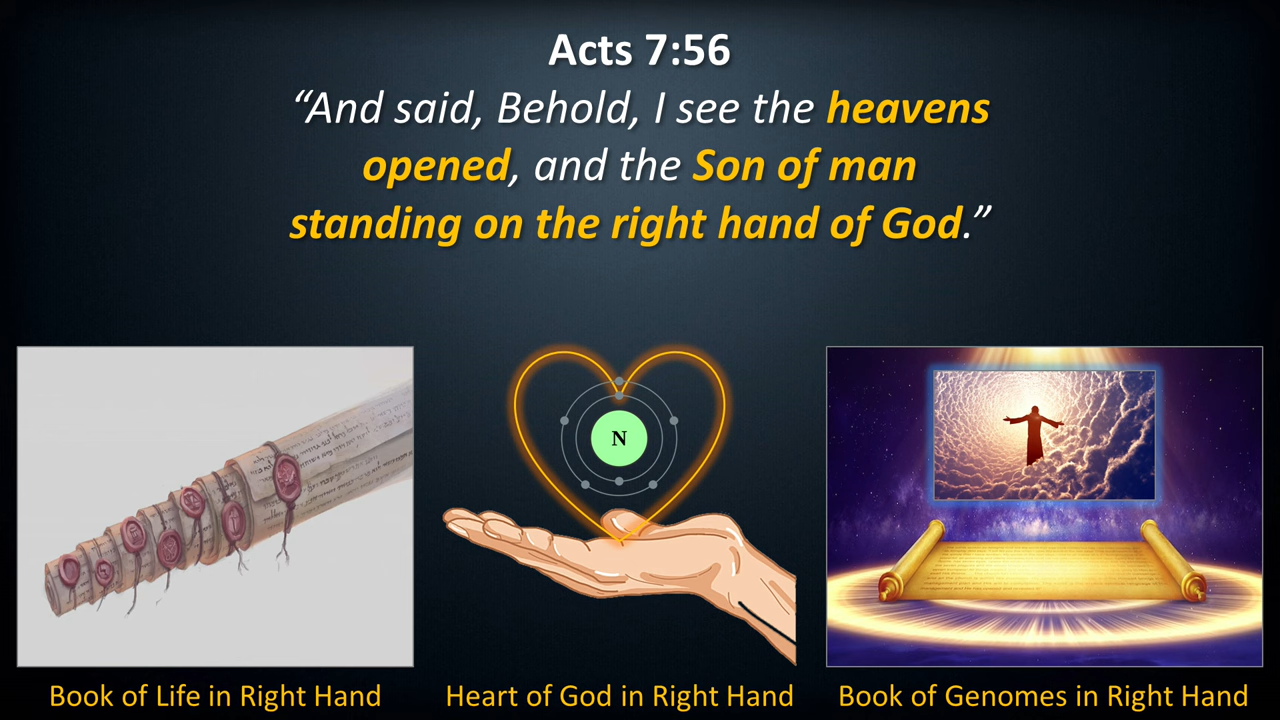 Acts 7:56
“And said, Behold, I see the heavens
opened, and the Son of man
standing on the right hand of God.”
N
Book of Life in Right Hand
Heart of God in Right Hand
Book of Genomes in Right Hand